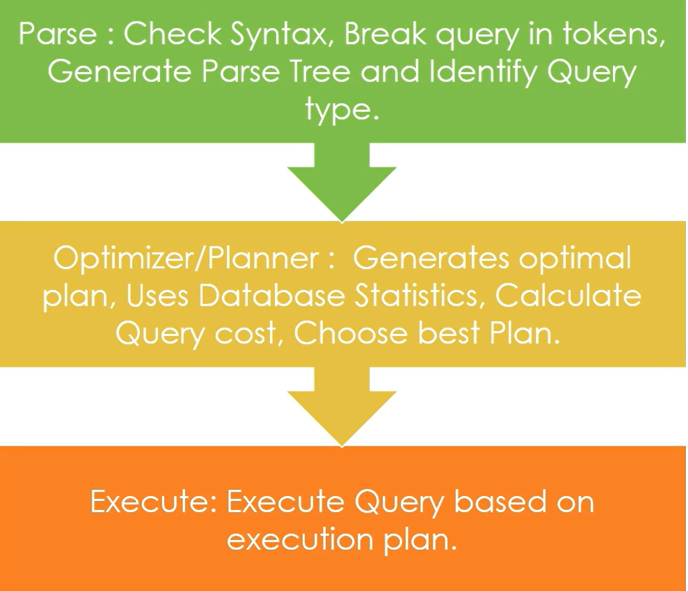 Parse : Check Syntax, Break query in tokens,
Generate Parse Tree and Identify Query
type.
Optimizer/Planner :  Generates optimal
plan, Uses Database Statistics, Calculate
Query cost, Choose best Plan.
Execute: Execute Query based on
execution plan.